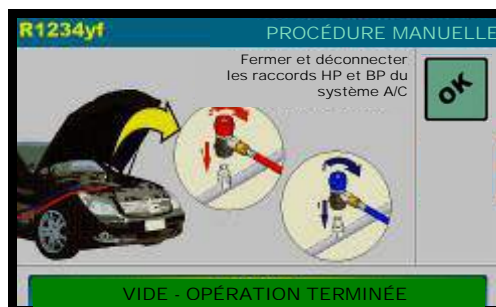 R1234yf
PROCÉDURE MANUELLE
Fermer et déconnecter
les raccords HP et BP du
système A/C
OK
VIDE - OPÉRATION TERMINÉE